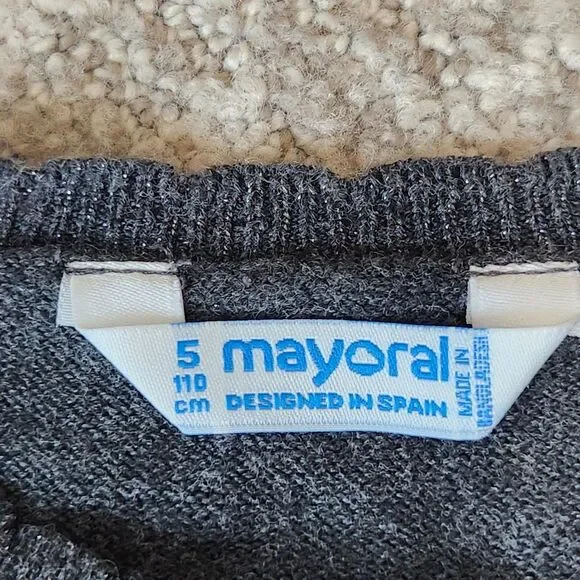 5
110
cm
mayoral
DESIGNED IN SPAIN
MADE IN
BANGLADESH